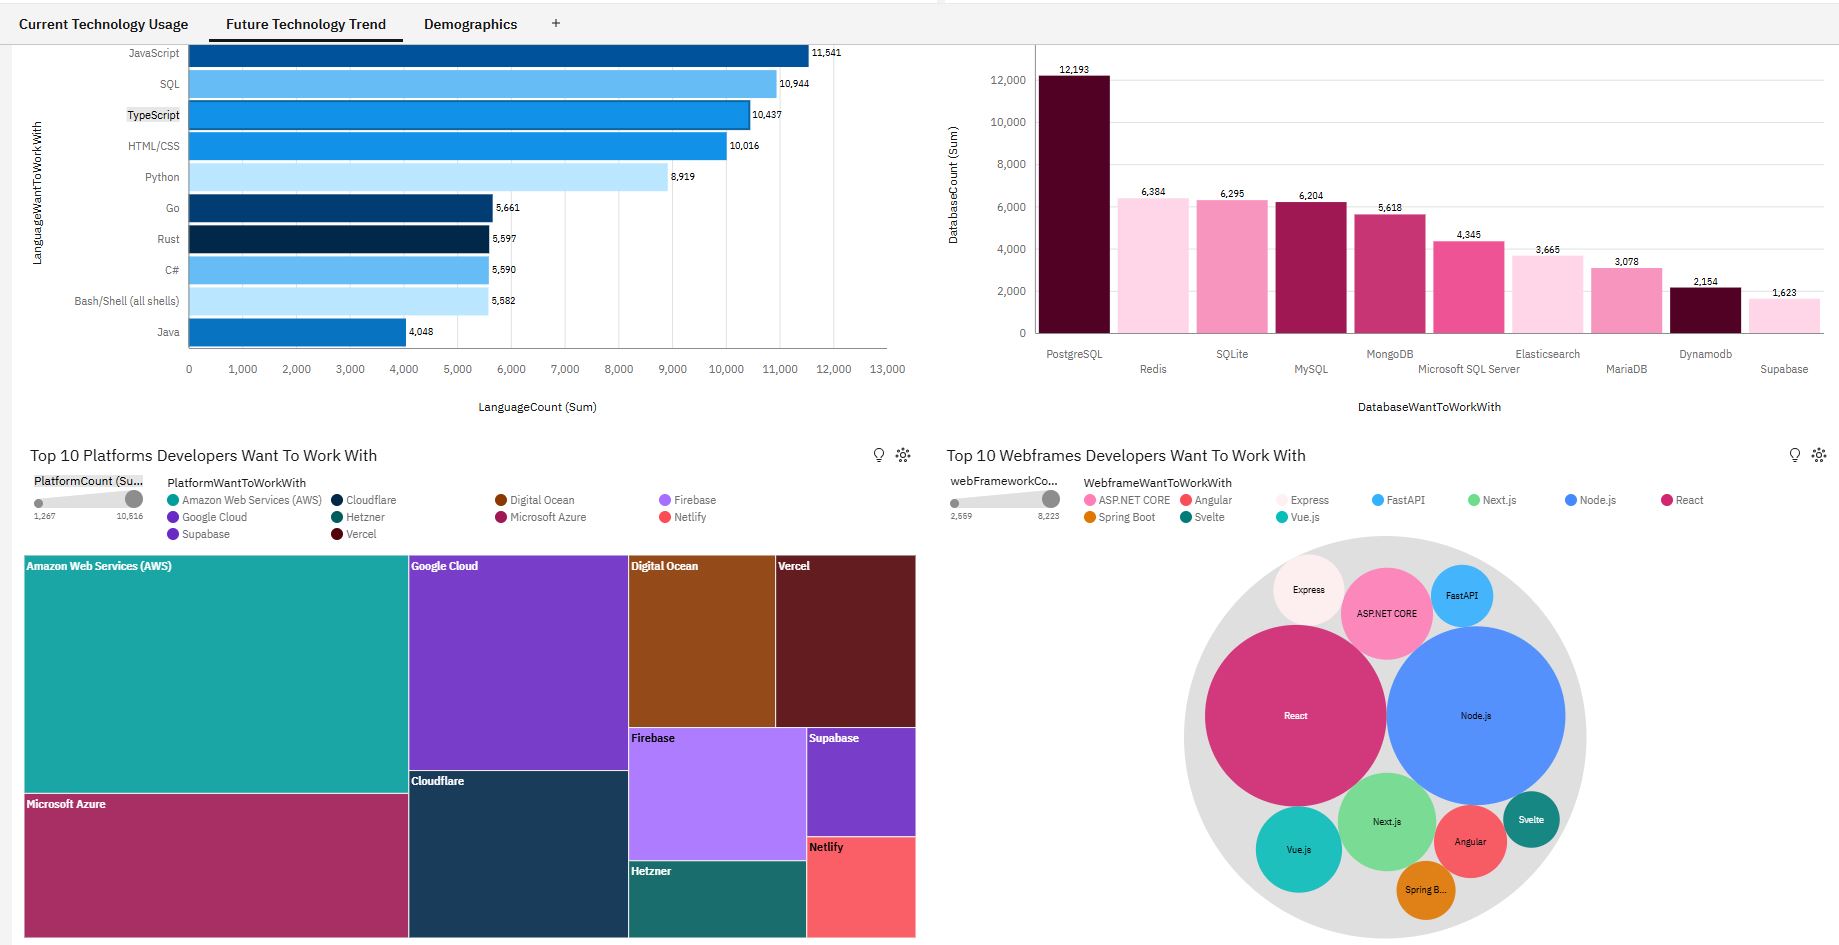 Current Technology Usage
Future Technology Trend
Demographics
+
LanguageWantToWorkWith
JavaScript 11,541
SQL 10,944
TypeScript 10,437
HTML/CSS 10,016
Python 8,919
Go 5,661
Rust 5,597
C# 5,590
Bash/Shell (all shells) 5,582
Java 4,048
0 1,000 2,000 3,000 4,000 5,000 6,000 7,000 8,000 9,000 10,000 11,000 12,000 13,000
LanguageCount (Sum)
DatabaseCount (Sum)
12,000
10,000
8,000
6,000
4,000
2,000
0
12,193
6,384
6,295
6,204
5,618
4,345
3,665
3,078
2,154
1,623
PostgreSQL SQLite MongoDB Elasticsearch Dynamodb
Redis MySQL Microsoft SQL Server MariaDB Supabase
DatabaseWantToWorkWith
Top 10 Platforms Developers Want To Work With
PlatformCount (Su...
1,267 10,516
PlatformWantToWorkWith
Amazon Web Services (AWS) Cloudflare Digital Ocean Firebase
Google Cloud Hetzner Microsoft Azure Netlify
Supabase Vercel
Amazon Web Services (AWS)
Google Cloud
Digital Ocean
Vercel
Firebase
Supabase
Cloudflare
Microsoft Azure
Netlify
Hetzner
Top 10 Webframes Developers Want To Work With
webFrameworkCo...
2,559 8,223
WebframeWantToWorkWith
ASP.NET CORE Angular Express FastAPI Next.js Node.js React
Spring Boot Svelte Vue.js
Express
ASP.NET CORE
FastAPI
React
Node.js
Next.js
Svelte
Angular
Vue.js
Spring B...